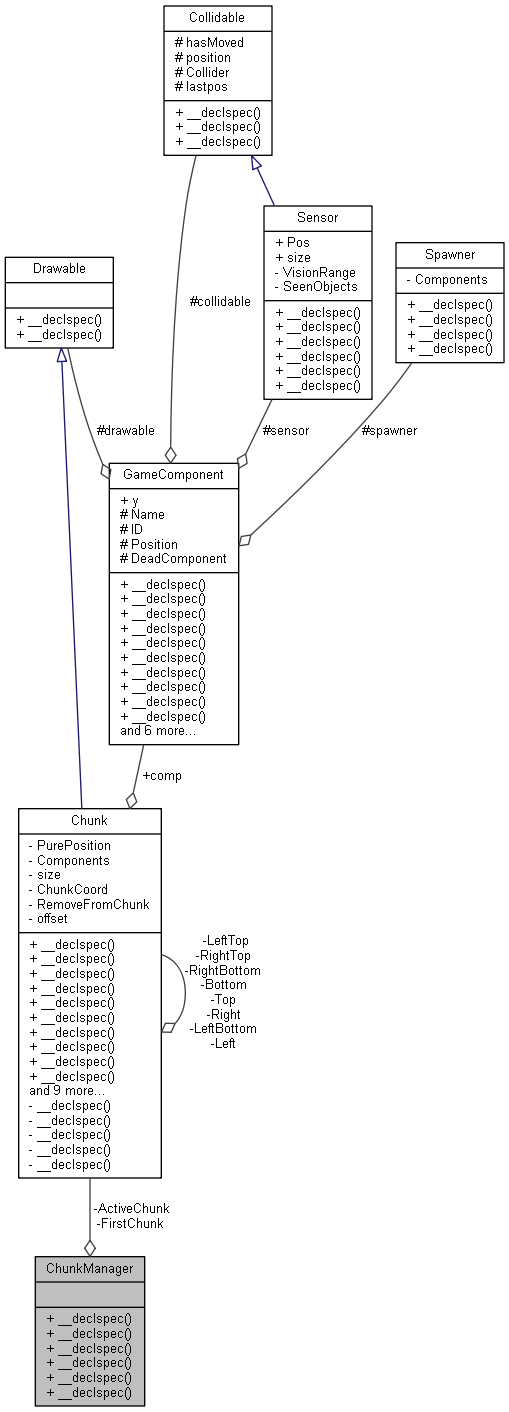 Collidable
# hasMoved
# position
# Collider
# lastpos
+ __declspec()
+ __declspec()
+ __declspec()
Sensor
+ Pos
+ size
- VisionRange
- SeenObjects
+ __declspec()
+ __declspec()
+ __declspec()
+ __declspec()
+ __declspec()
+ __declspec()
Spawner
- Components
+ __declspec()
+ __declspec()
+ __declspec()
+ __declspec()
Drawable
+ __declspec()
+ __declspec()
#collidable
#drawable
#sensor
#spawner
GameComponent
+ y
# Name
# ID
# Position
# DeadComponent
+ __declspec()
+ __declspec()
+ __declspec()
+ __declspec()
+ __declspec()
+ __declspec()
+ __declspec()
+ __declspec()
+ __declspec()
+ __declspec()
and 6 more...
+comp
Chunk
- PurePosition
- Components
- size
- ChunkCoord
- RemoveFromChunk
- offset
+ __declspec()
+ __declspec()
+ __declspec()
+ __declspec()
+ __declspec()
+ __declspec()
+ __declspec()
+ __declspec()
+ __declspec()
+ __declspec()
and 9 more...
- __declspec()
- __declspec()
- __declspec()
- __declspec()
- __declspec()
-LeftTop
-RightTop
-RightBottom
-Bottom
-Top
-Right
-LeftBottom
-Left
-ActiveChunk
-FirstChunk
ChunkManager
+ __declspec()
+ __declspec()
+ __declspec()
+ __declspec()
+ __declspec()
+ __declspec()